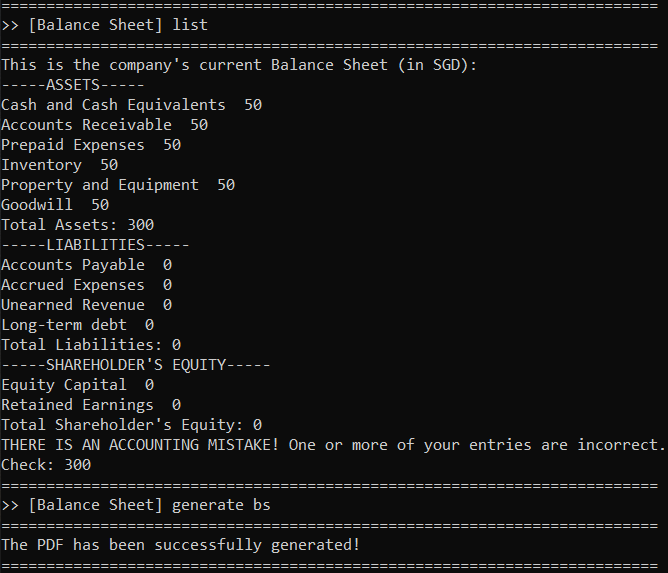 =========================================================================
>> [Balance Sheet] list
=========================================================================
This is the company's current Balance Sheet (in SGD):
-----ASSETS-----
Cash and Cash Equivalents  50
Accounts Receivable  50
Prepaid Expenses  50
Inventory  50
Property and Equipment  50
Goodwill  50
Total Assets: 300
-----LIABILITIES-----
Accounts Payable  0
Accrued Expenses  0
Unearned Revenue  0
Long-term debt  0
Total Liabilities: 0
-----SHAREHOLDER'S EQUITY-----
Equity Capital  0
Retained Earnings  0
Total Shareholder's Equity: 0
THERE IS AN ACCOUNTING MISTAKE! One or more of your entries are incorrect.
Check: 300
=========================================================================
>> [Balance Sheet] generate bs
=========================================================================
The PDF has been successfully generated!
=========================================================================